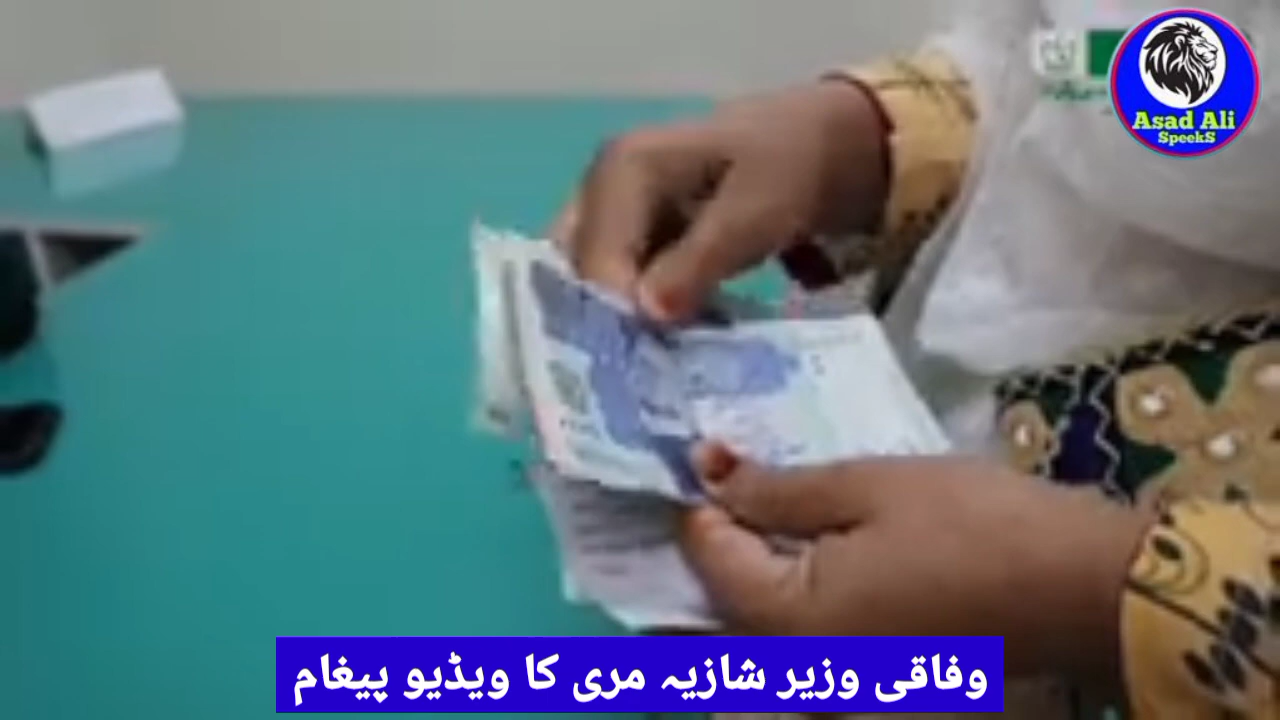 Asad Ali
SpeekS
وفاقی وزیر شازیہ مری کا ویڈیو پیغام